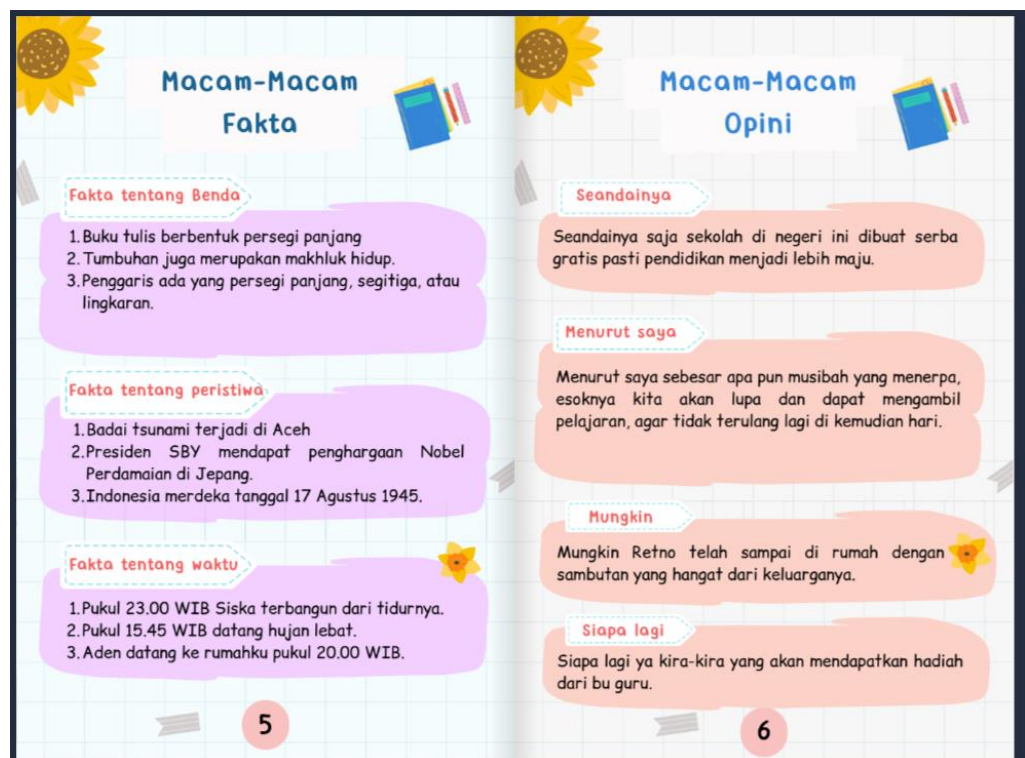 Macam-Macam
Fakta
Fakta tentang Benda
1. Buku tulis berbentuk persegi panjang
2. Tumbuhan juga merupakan makhluk hidup.
3. Penggaris ada yang persegi panjang, segitiga, atau
lingkaran.
Fakta tentang peristiwa
1. Badai tsunami terjadi di Aceh
2. Presiden SBY mendapat penghargaan Nobel
Perdamaian di Jepang.
3. Indonesia merdeka tanggal 17 Agustus 1945.
Fakta tentang waktu
1. Pukul 23.00 WIB Siska terbangun dari tidurnya.
2. Pukul 15.45 WIB datang hujan lebat.
3. Aden datang ke rumahku pukul 20.00 WIB.
5
Macam-Macam
Opini
Seandainya
Seandainya saja sekolah di negeri ini dibuat serba
gratis pasti pendidikan menjadi lebih maju.
Menurut saya
Menurut saya sebesar apa pun musibah yang menerpa,
esoknya kita akan lupa dan dapat mengambil
pelajaran, agar tidak terulang lagi di kemudian hari.
Mungkin
Mungkin Retno telah sampai di rumah dengan
sambutan yang hangat dari keluarganya.
Siapa lagi
Siapa lagi ya kira-kira yang akan mendapatkan hadiah
dari bu guru.
6